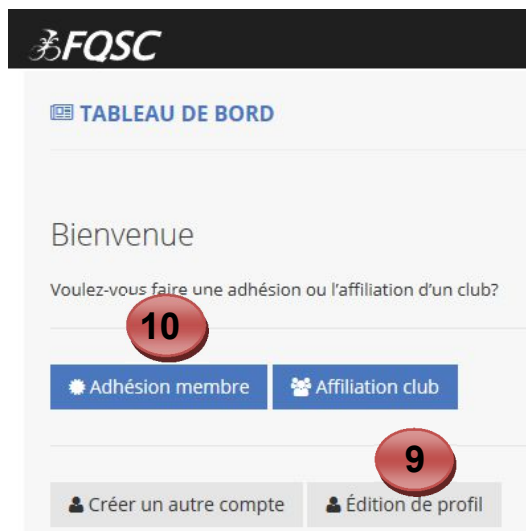 FQSC
TABLEAU DE BORD
Bienvenue
Voulez-vous faire une adhésion ou l'affiliation d'un club?
10
Adhésion membre Affiliation club
9
Créer un autre compte Édition de profil